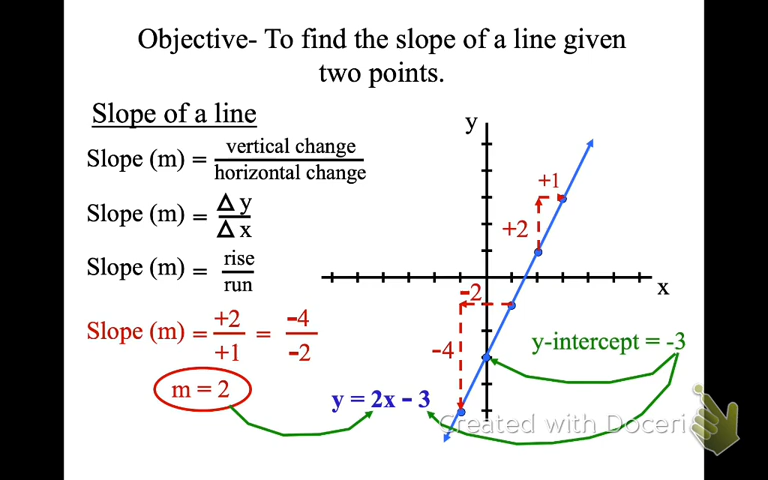 Objective- To find the slope of a line given
two points.
Slope of a line
Slope (m) = vertical change
horizontal change
Slope (m) = Δ y
Δ x
Slope (m) = rise
run
Slope (m) = +2 = −4
+1 −2
m = 2
y
+1
+2
x
−2
−4
y-intercept = -3
y = 2x − 3
Created with Doceri